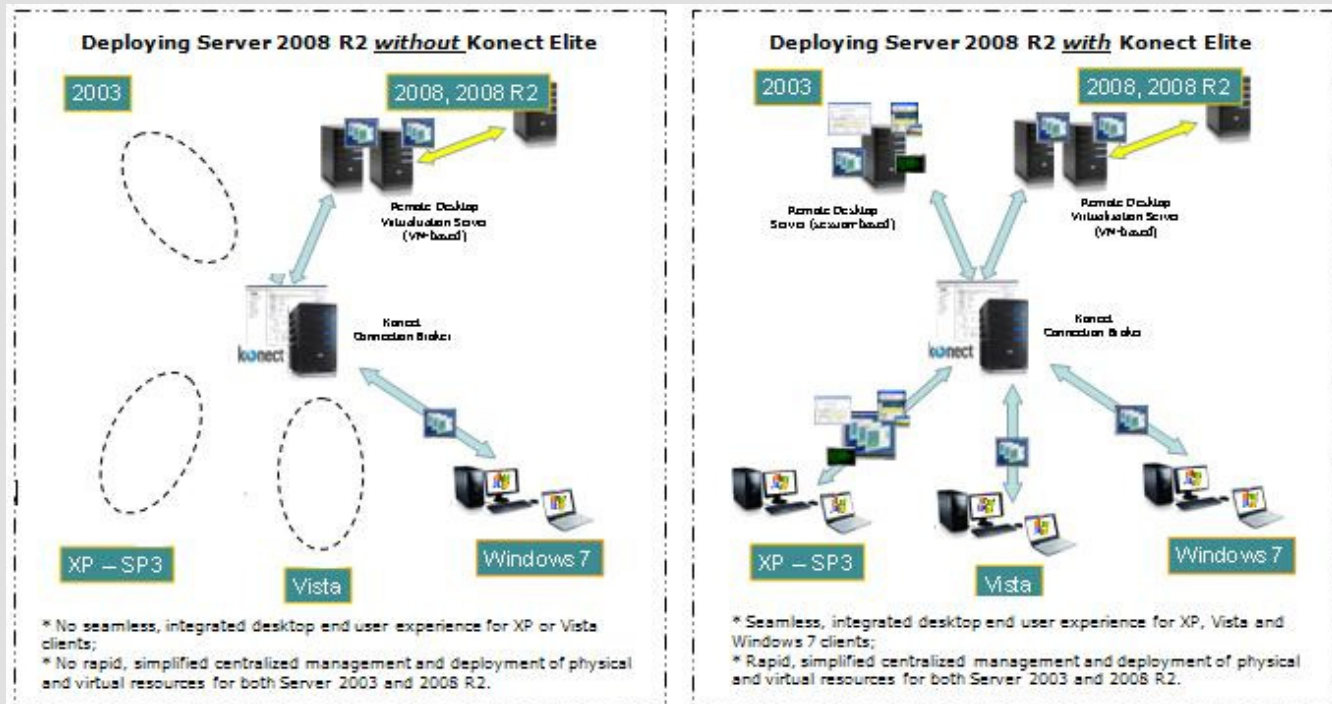 Deploying Server 2008 R2 without Konect Elite
2003
2008, 2008 R2
Remote Desktop
Virtualization Server
(VM-based)
Konect
Connection Broker
konect
XP – SP3
Vista
Windows 7
* No seamless, integrated desktop end user experience for XP or Vista
clients;
* No rapid, simplified centralized management and deployment of physical
and virtual resources for both Server 2003 and 2008 R2.
Deploying Server 2008 R2 with Konect Elite
2003
2008, 2008 R2
Remote Desktop
Server (session-based)
Remote Desktop
Virtualization Server
(VM-based)
Konect
Connection Broker
konect
XP – SP3
Vista
Windows 7
* Seamless, integrated desktop end user experience for XP, Vista and
Windows 7 clients;
* Rapid, simplified centralized management and deployment of physical
and virtual resources for both Server 2003 and 2008 R2.